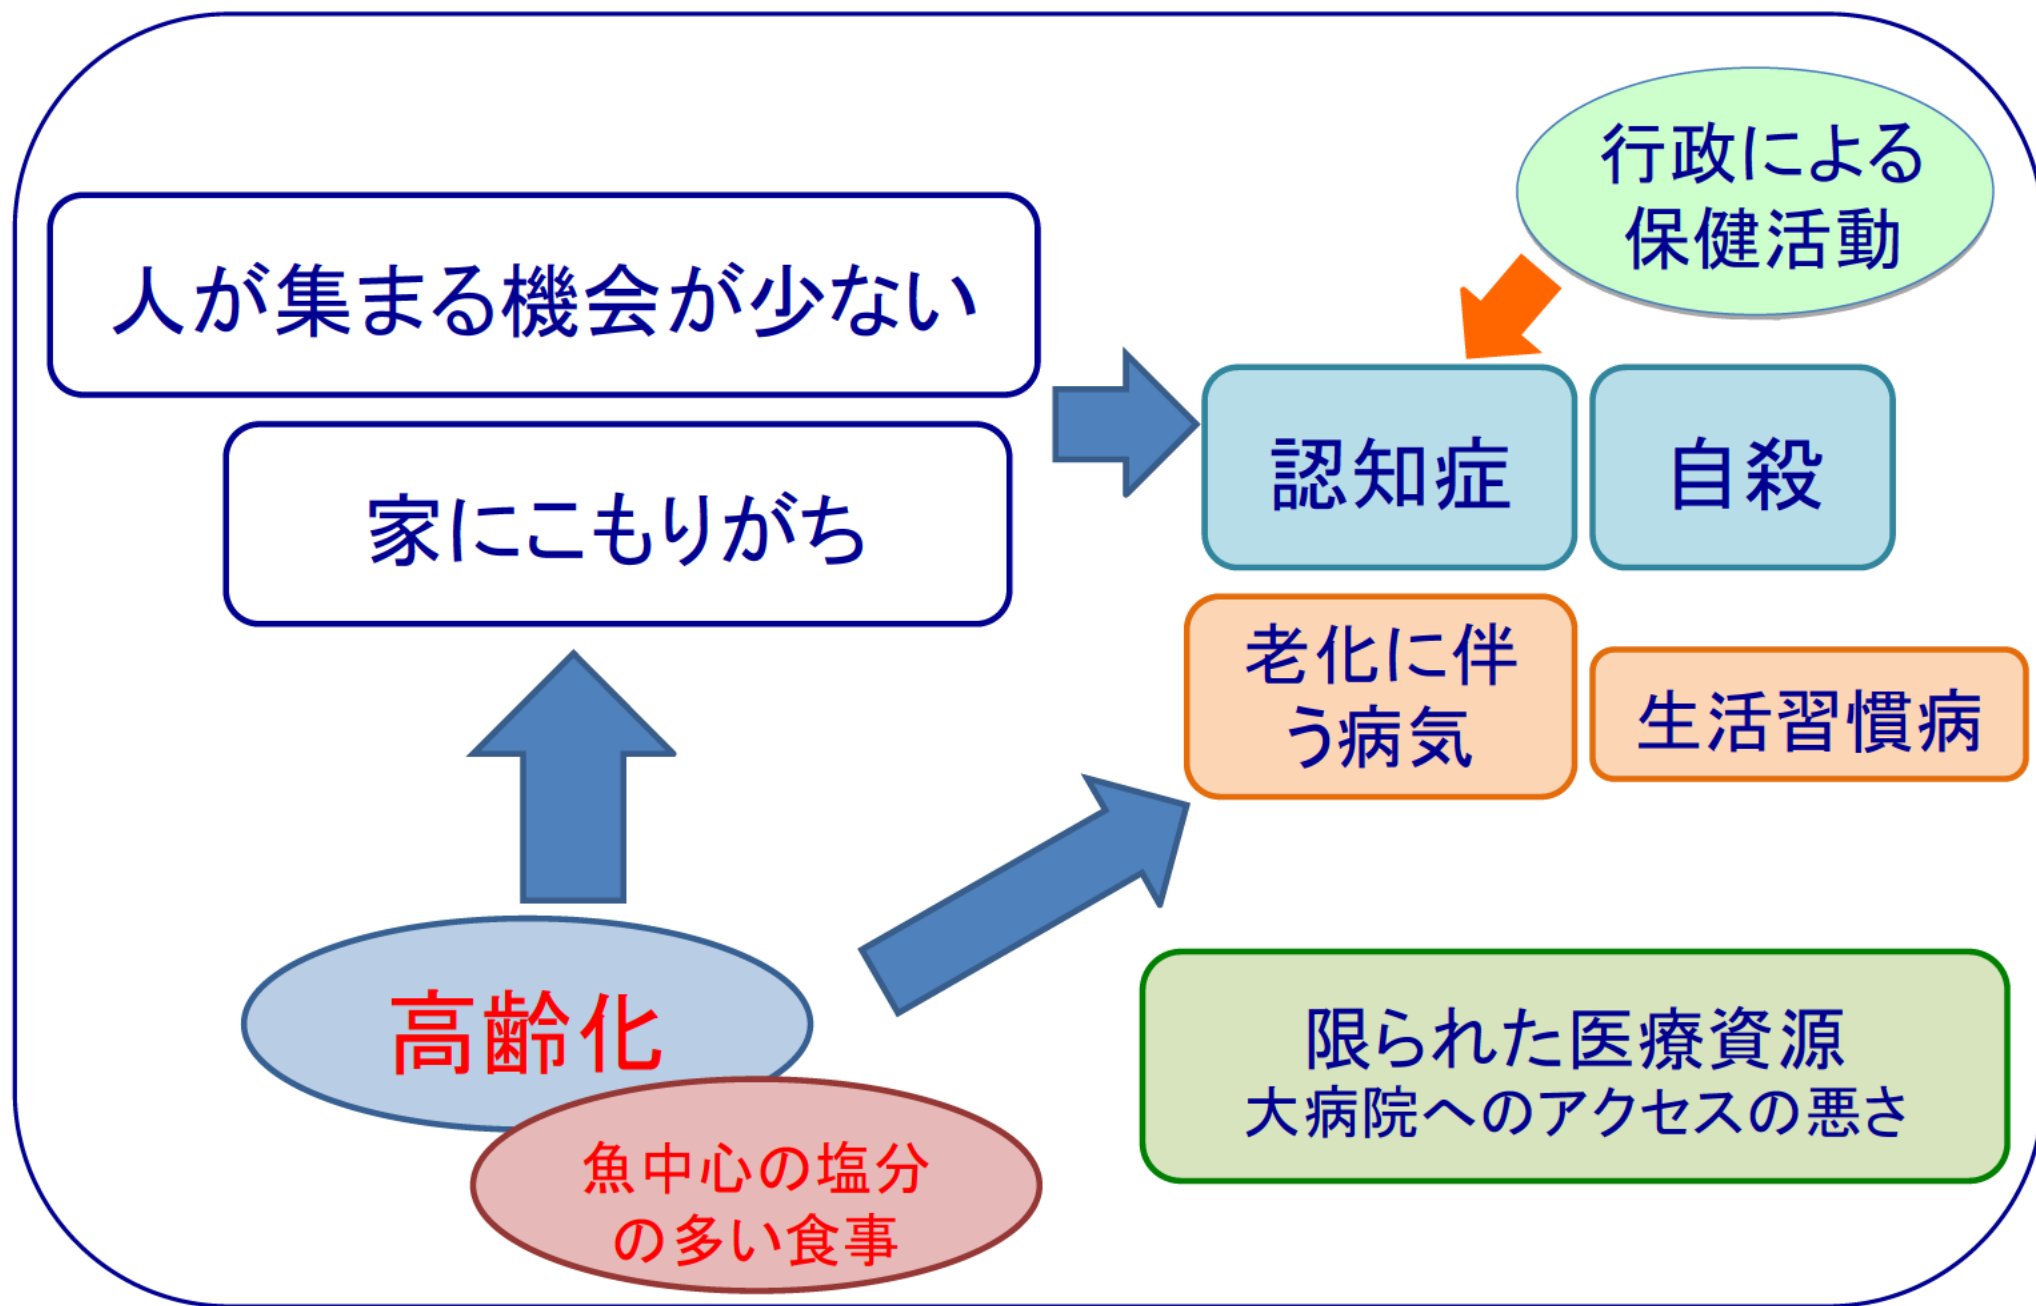 行政による
保健活動
人が集まる機会が少ない
家にこもりがち
認知症
自殺
老化に伴
う病気
生活習慣病
高齢化
魚中心の塩分
の多い食事
限られた医療資源
大病院へのアクセスの悪さ